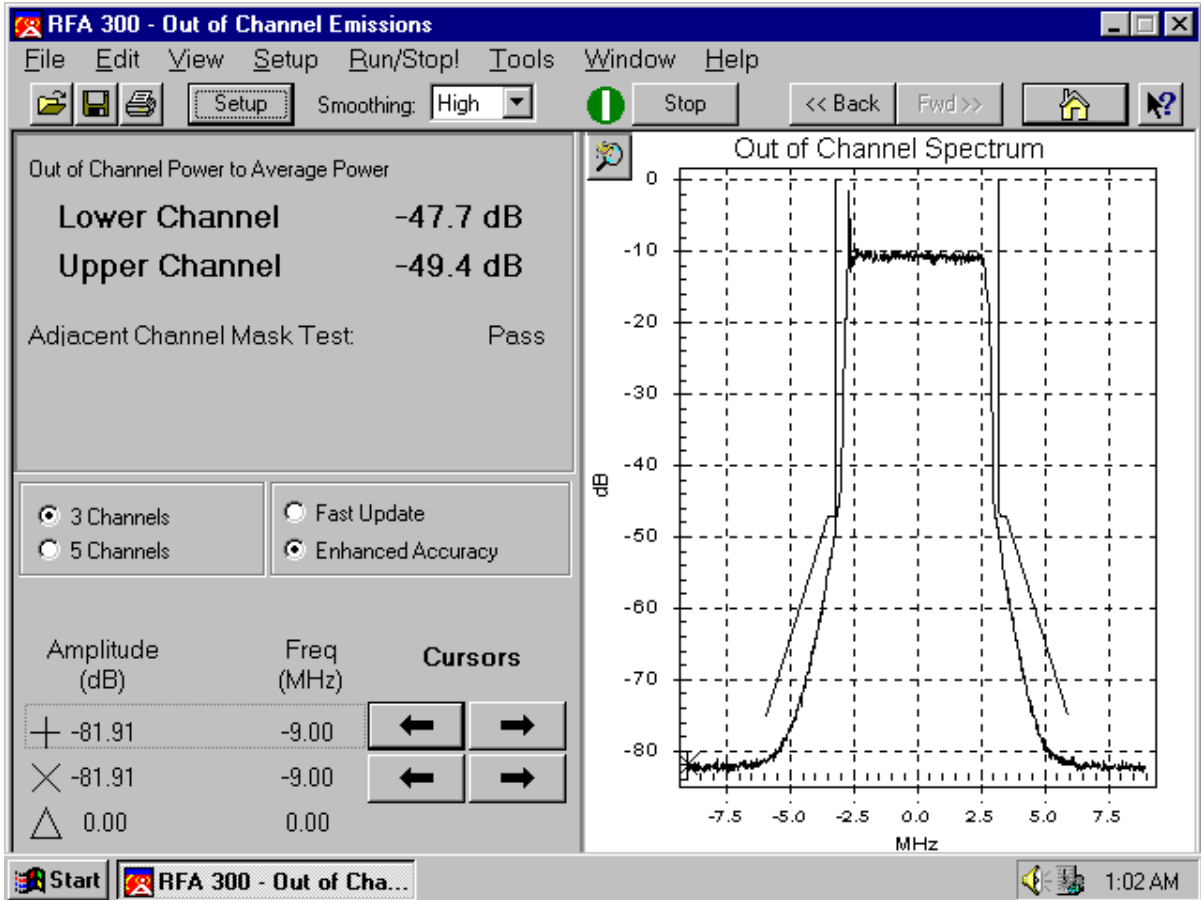 RFA 300 - Out of Channel Emissions
File Edit View Setup Run/Stop! Tools Window Help
Setup Smoothing: High Stop << Back Fwd >>
Out of Channel Power to Average Power
Lower Channel -47.7 dB
Upper Channel -49.4 dB
Adjacent Channel Mask Test: Pass
3 Channels
5 Channels
Fast Update
Enhanced Accuracy
Amplitude (dB) Freq (MHz) Cursors
-81.91 -9.00
-81.91 -9.00
0.00 0.00
Out of Channel Spectrum
0
-10
-20
-30
-40
-50
-60
-70
-80
dB
-7.5 -5.0 -2.5 0.0 2.5 5.0 7.5
MHz
Start RFA 300 - Out of Cha... 1:02 AM